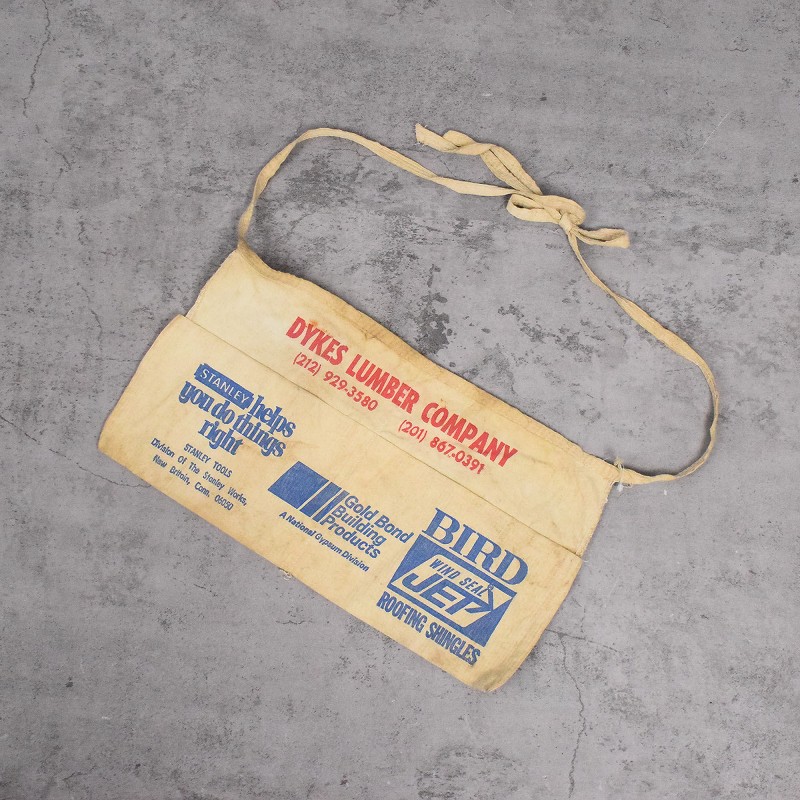 DYKES LUMBER COMPANY
(212) 929-3580 (201) 867-0391
STANLEY helps
you do things
right
STANLEY TOOLS
Division of The Stanley Works,
New Britain, Conn. 06050
Gold Bond
Building
Products
A National Gypsum Division
BIRD
WIND SEAL
JET
ROOFING SHINGLES